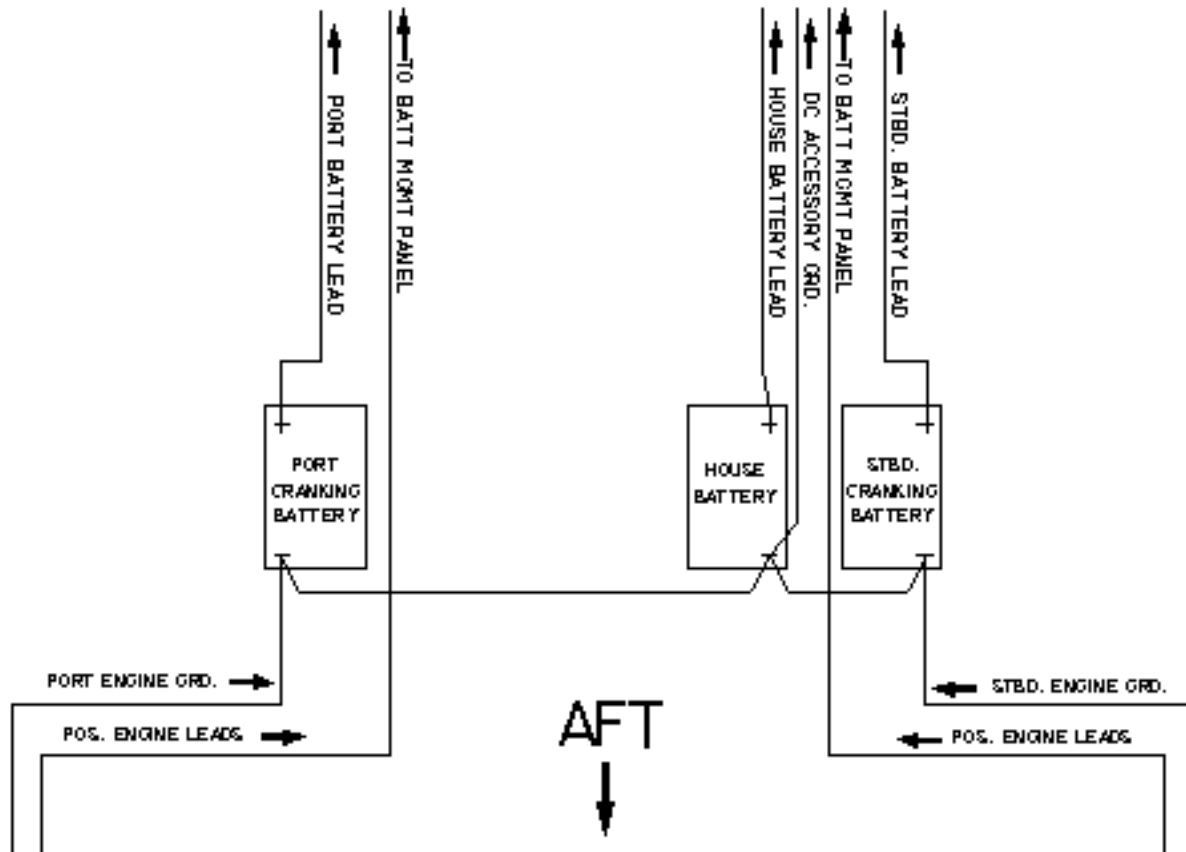 PORT BATTERY LEAD
TO BATT MGMT PANEL
HOUSE BATTERY LEAD
DC ACCESSORY GRD.
TO BATT MGMT PANEL
STBD. BATTERY LEAD
PORT
CRANKING
BATTERY
HOUSE
BATTERY
STBD.
CRANKING
BATTERY
PORT ENGINE GRD.
STBD. ENGINE GRD.
POS. ENGINE LEADS
POS. ENGINE LEADS
AFT